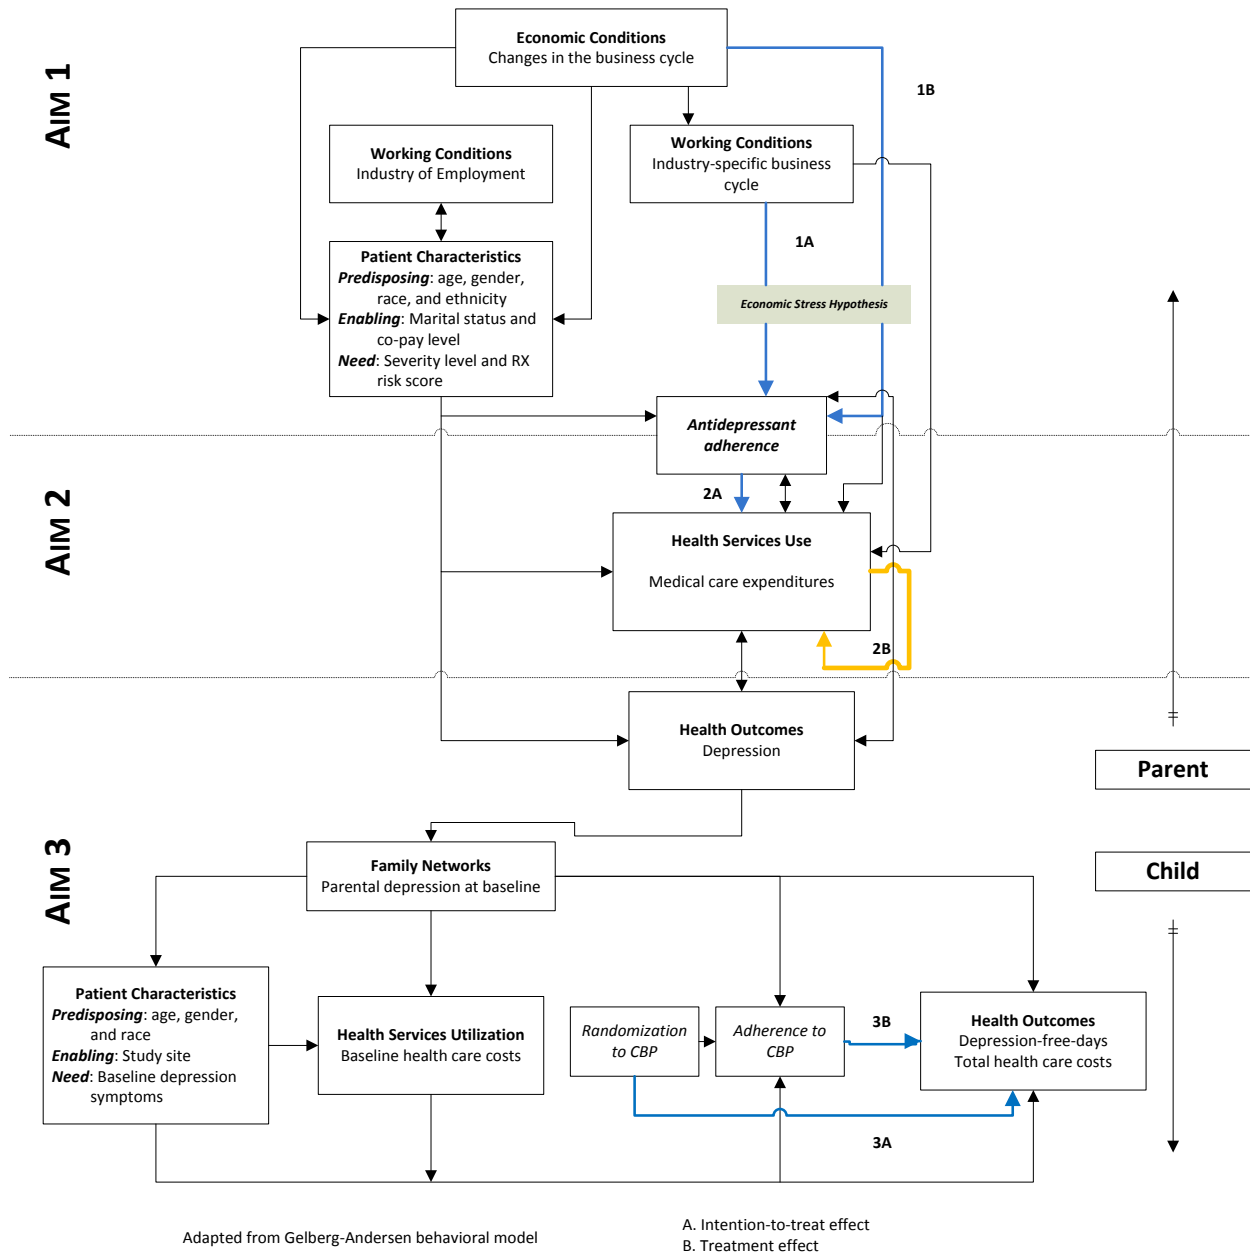 AIM 1
Economic Conditions
Changes in the business cycle
1B
Working Conditions
Industry of Employment
Working Conditions
Industry-specific business
cycle
1A
Patient Characteristics
Predisposing: age, gender,
race, and ethnicity
Enabling: Marital status and
co-pay level
Need: Severity level and RX
risk score
Economic Stress Hypothesis
Antidepressant
adherence
AIM 2
2A
Health Services Use
Medical care expenditures
2B
Health Outcomes
Depression
Parent
AIM 3
Family Networks
Parental depression at baseline
Child
Patient Characteristics
Predisposing: age, gender,
and race
Enabling: Study site
Need: Baseline depression
symptoms
Health Services Utilization
Baseline health care costs
Randomization
to CBP
Adherence to
CBP
3B
Health Outcomes
Depression-free-days
Total health care costs
3A
Adapted from Gelberg-Andersen behavioral model
A. Intention-to-treat effect
B. Treatment effect